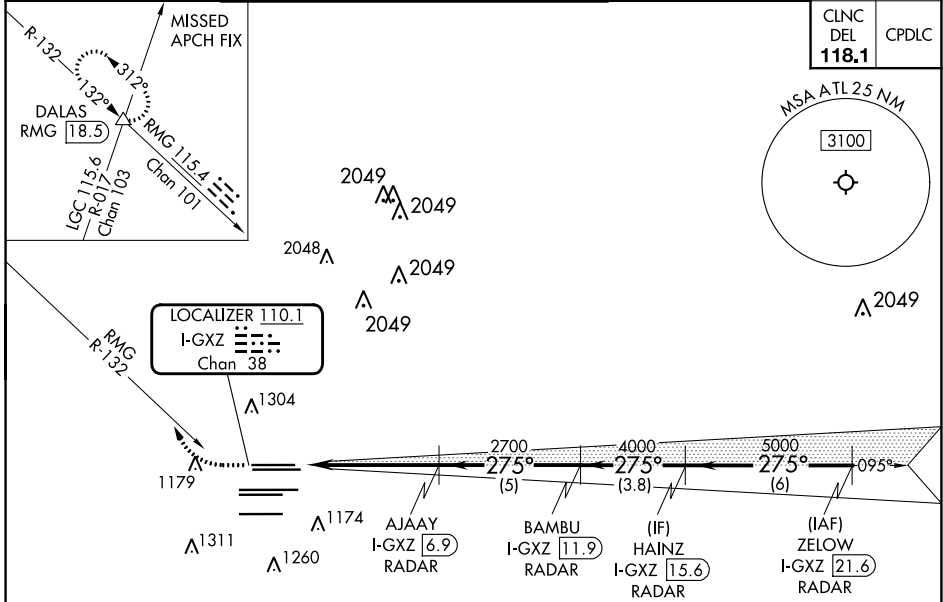 MISSED
APCH FIX
R-132
312°
132°
DALAS
RMG 18.5
RMG 115.4
Chan 101
LGC 115.6
R-017
Chan 103
CLNC
DEL
118.1
CPDLC
MSA ATL 25 NM
3100
2049
2049
2048
2049
2049
2049
LOCALIZER 110.1
I-GXZ
Chan 38
RMG
R-132
1304
1179
1311
1260
1174
2700
4000
5000
275°
275°
275°
095°
(5)
(3.8)
(6)
AJAAY
I-GXZ 6.9
RADAR
BAMBU
I-GXZ 11.9
RADAR
(IF)
HAINZ
I-GXZ 15.6
RADAR
(IAF)
ZELOW
I-GXZ 21.6
RADAR